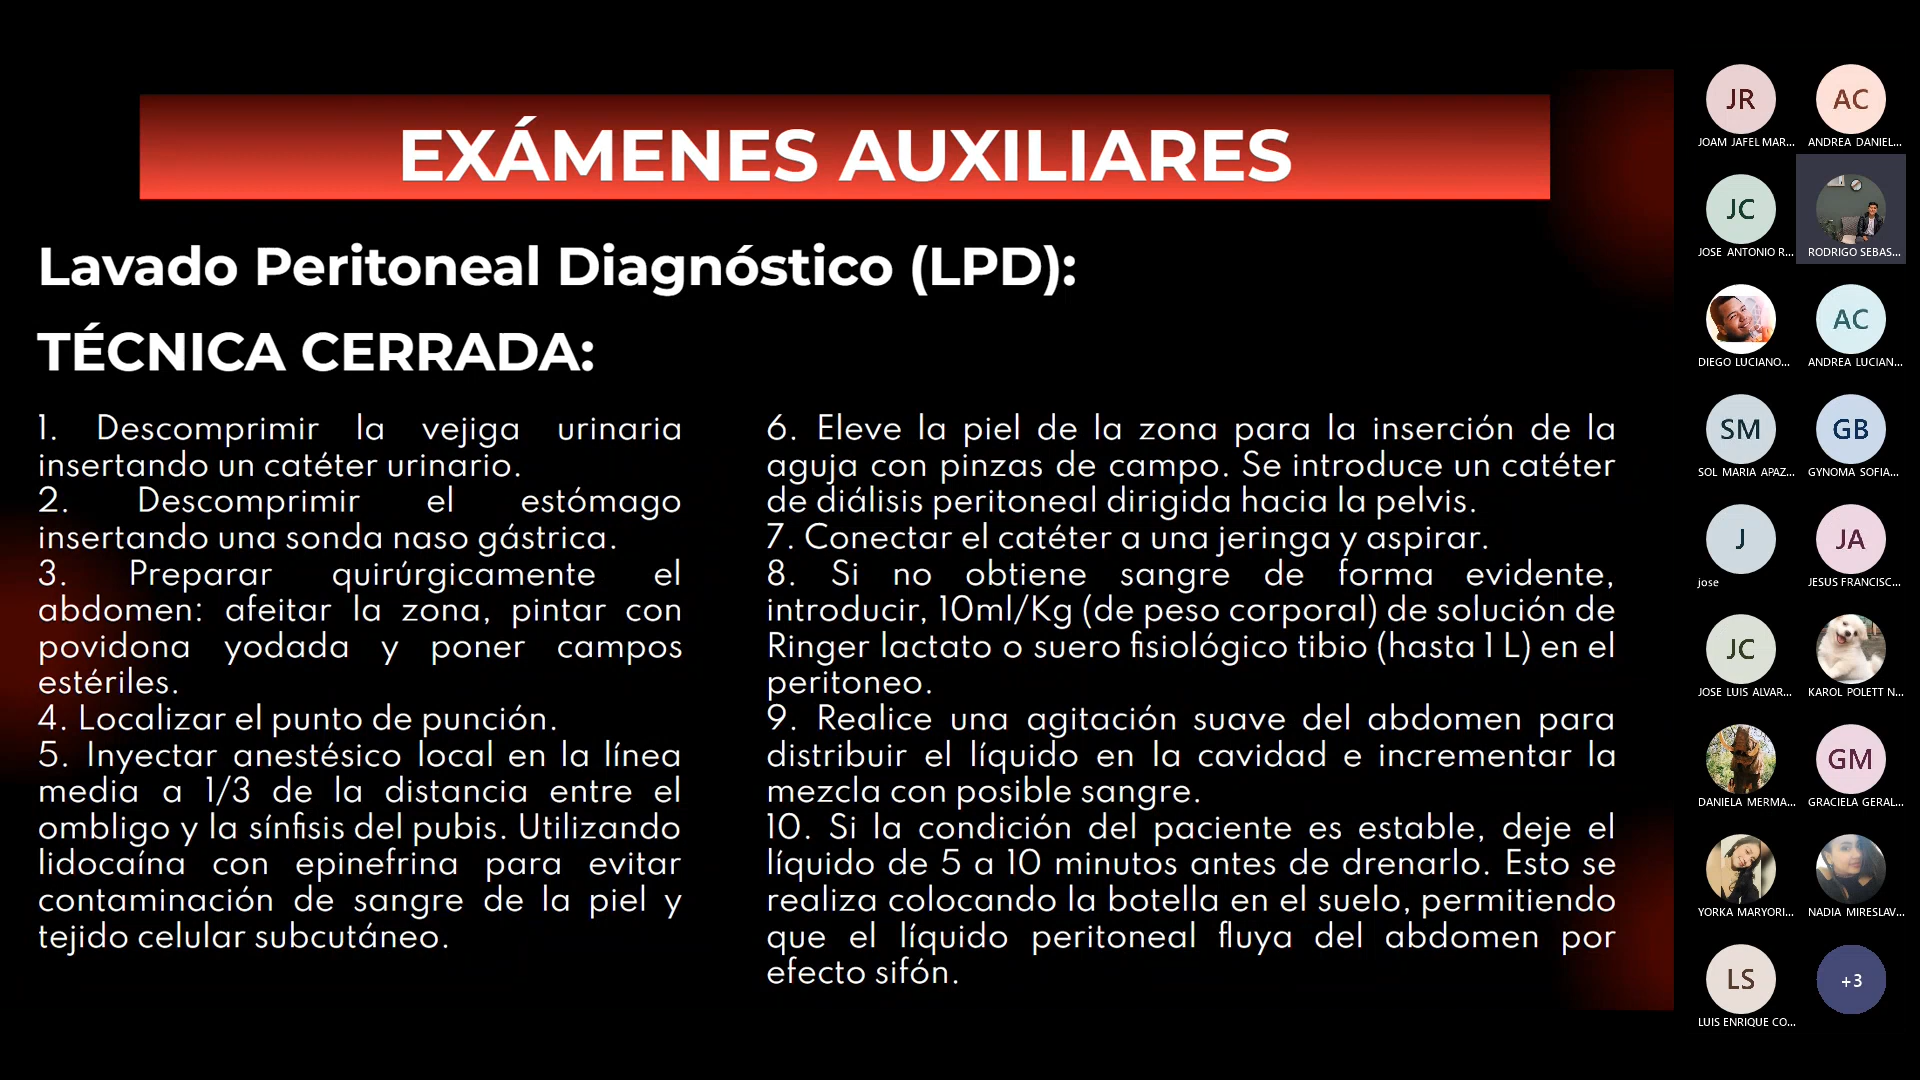 EXÁMENES AUXILIARES
Lavado Peritoneal Diagnóstico (LPD):
TÉCNICA CERRADA:
1. Descomprimir la vejiga urinaria
insertando un catéter urinario.
2. Descomprimir el estómago
insertando una sonda naso gástrica.
3. Preparar quirúrgicamente el
abdomen: afeitar la zona, pintar con
povidona yodada y poner campos
estériles.
4. Localizar el punto de punción.
5. Inyectar anestésico local en la línea
media a 1/3 de la distancia entre el
ombligo y la sínfisis del pubis. Utilizando
lidocaína con epinefrina para evitar
contaminación de sangre de la piel y
tejido celular subcutáneo.
6. Eleve la piel de la zona para la inserción de la
aguja con pinzas de campo. Se introduce un catéter
de diálisis peritoneal dirigida hacia la pelvis.
7. Conectar el catéter a una jeringa y aspirar.
8. Si no obtiene sangre de forma evidente,
introducir, 10ml/Kg (de peso corporal) de solución de
Ringer lactato o suero fisiológico tibio (hasta 1 L) en el
peritoneo.
9. Realice una agitación suave del abdomen para
distribuir el líquido en la cavidad e incrementar la
mezcla con posible sangre.
10. Si la condición del paciente es estable, deje el
líquido de 5 a 10 minutos antes de drenarlo. Esto se
realiza colocando la botella en el suelo, permitiendo
que el líquido peritoneal fluya del abdomen por
efecto sifón.
JR
JOAM JAFEL MAR...
AC
ANDREA DANIEL...
JC
JOSE ANTONIO R...
RODRIGO SEBAS...
DIEGO LUCIANO...
AC
ANDREA LUCIAN...
SM
SOL MARIA APAZ...
GB
GYNOMA SOFIA...
J
jose
JA
JESUS FRANCISC...
JC
JOSE LUIS ALVAR...
KAROL POLETT N...
DANIELA MERMA...
GM
GRACIELA GERAL...
YORKA MARYORI...
NADIA MIRESLAV...
LS
LUIS ENRIQUE CO...
+3